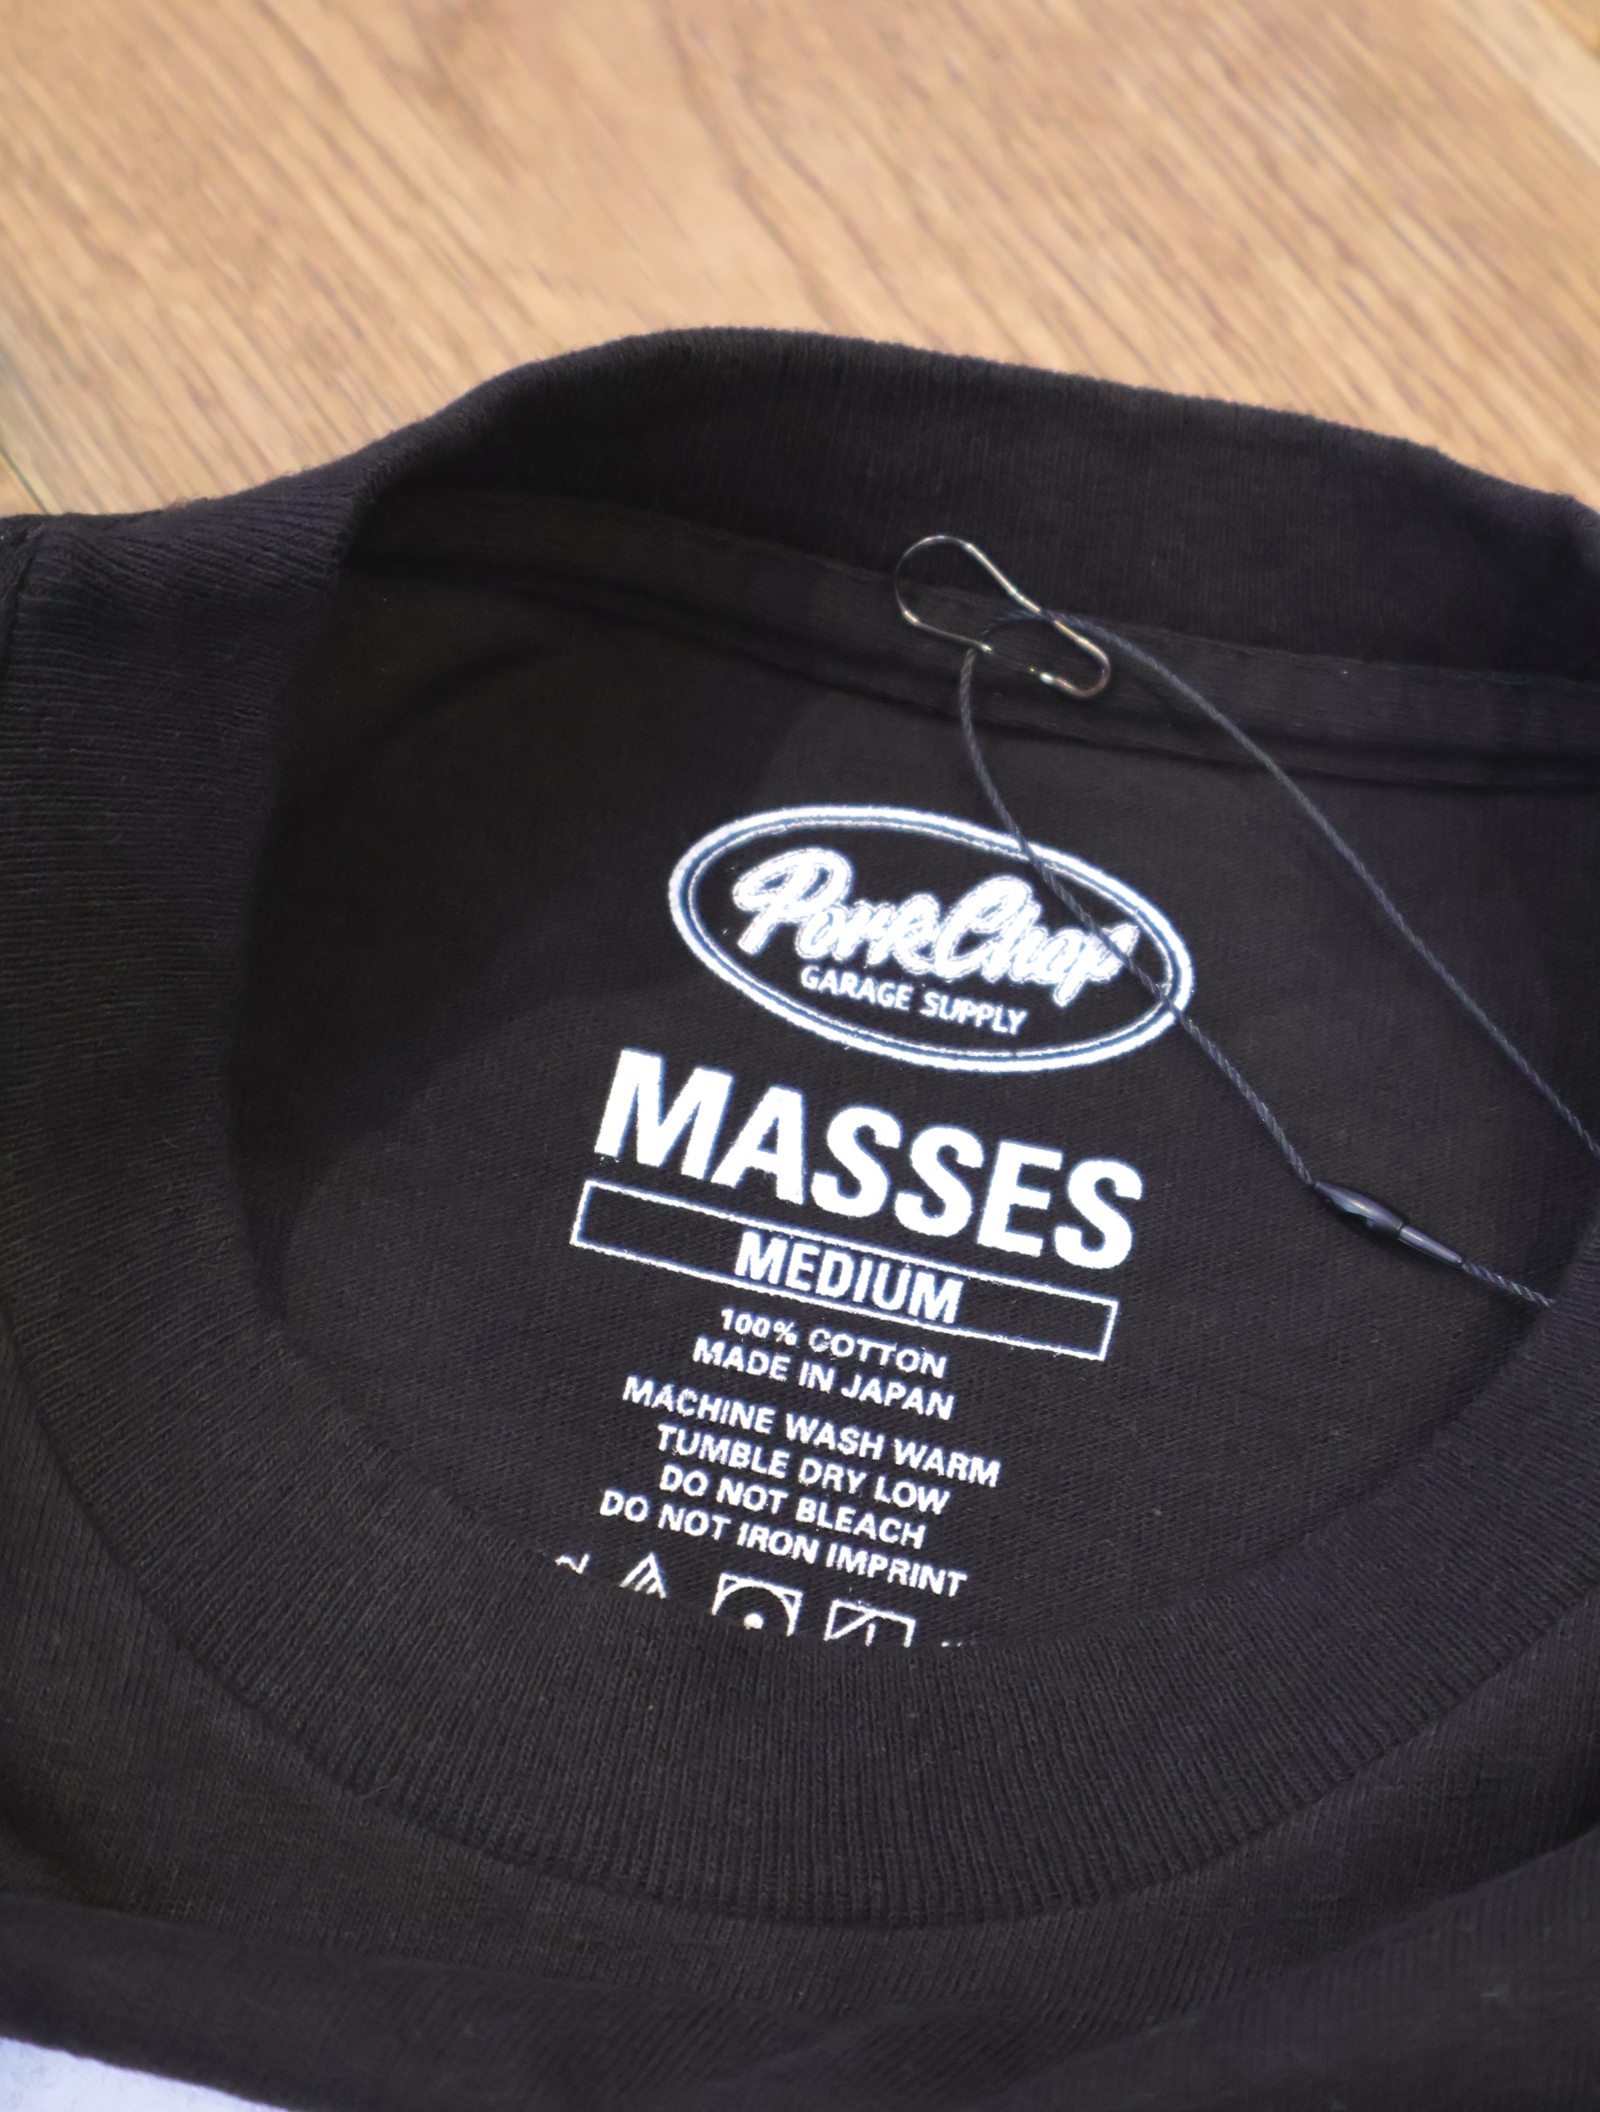 PorkChop
GARAGE SUPPLY
MASSES
MEDIUM
100% COTTON
MADE IN JAPAN
MACHINE WASH WARM
TUMBLE DRY LOW
DO NOT BLEACH
DO NOT IRON IMPRINT